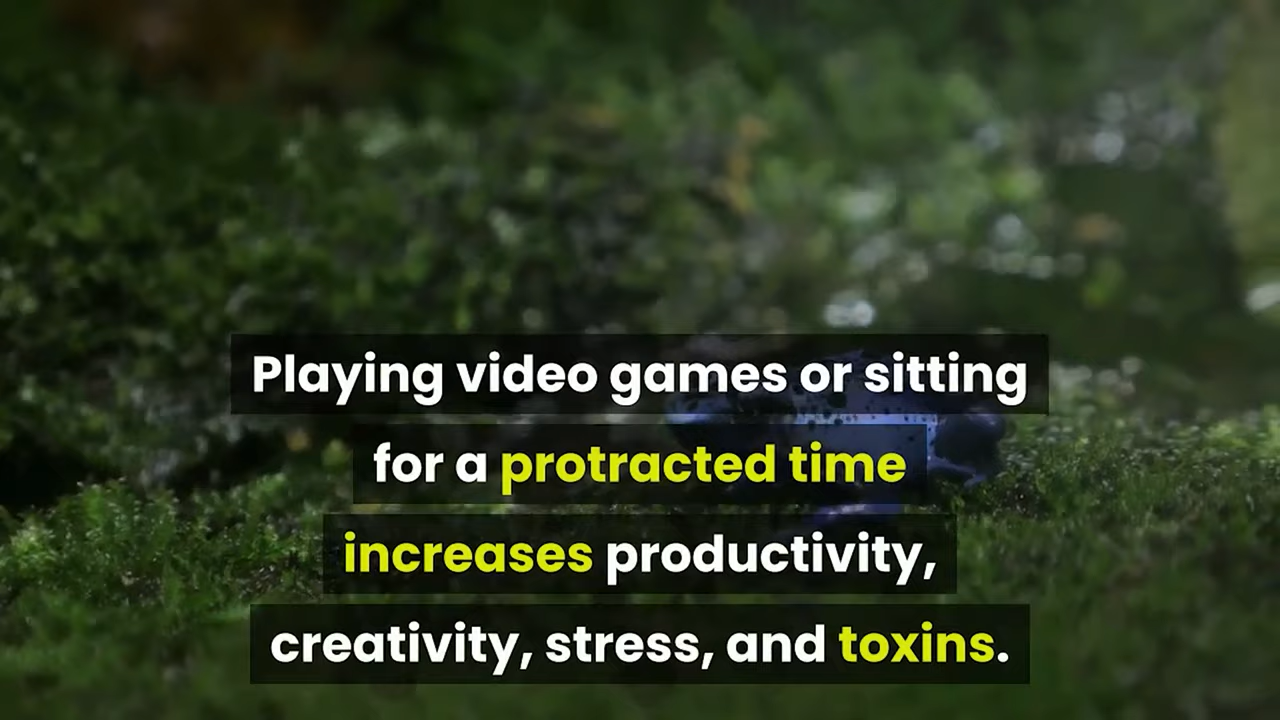 Playing video games or sitting
for a protracted time
increases productivity,
creativity, stress, and toxins.